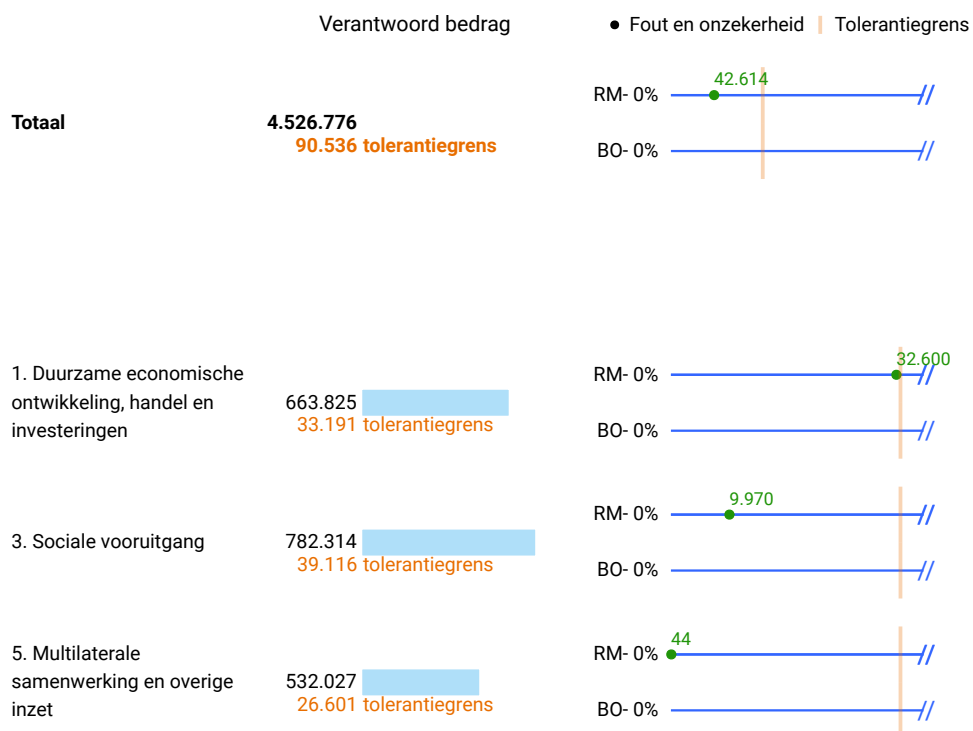 Verantwoord bedrag
Fout en onzekerheid
Tolerantiegrens
Totaal
4.526.776
90.536 tolerantiegrens
RM- 0%
42.614
BO- 0%
1. Duurzame economische
ontwikkeling, handel en
investeringen
663.825
33.191 tolerantiegrens
RM- 0%
32.600
BO- 0%
3. Sociale vooruitgang
782.314
39.116 tolerantiegrens
RM- 0%
9.970
BO- 0%
5. Multilaterale
samenwerking en overige
inzet
532.027
26.601 tolerantiegrens
RM- 0%
44
BO- 0%